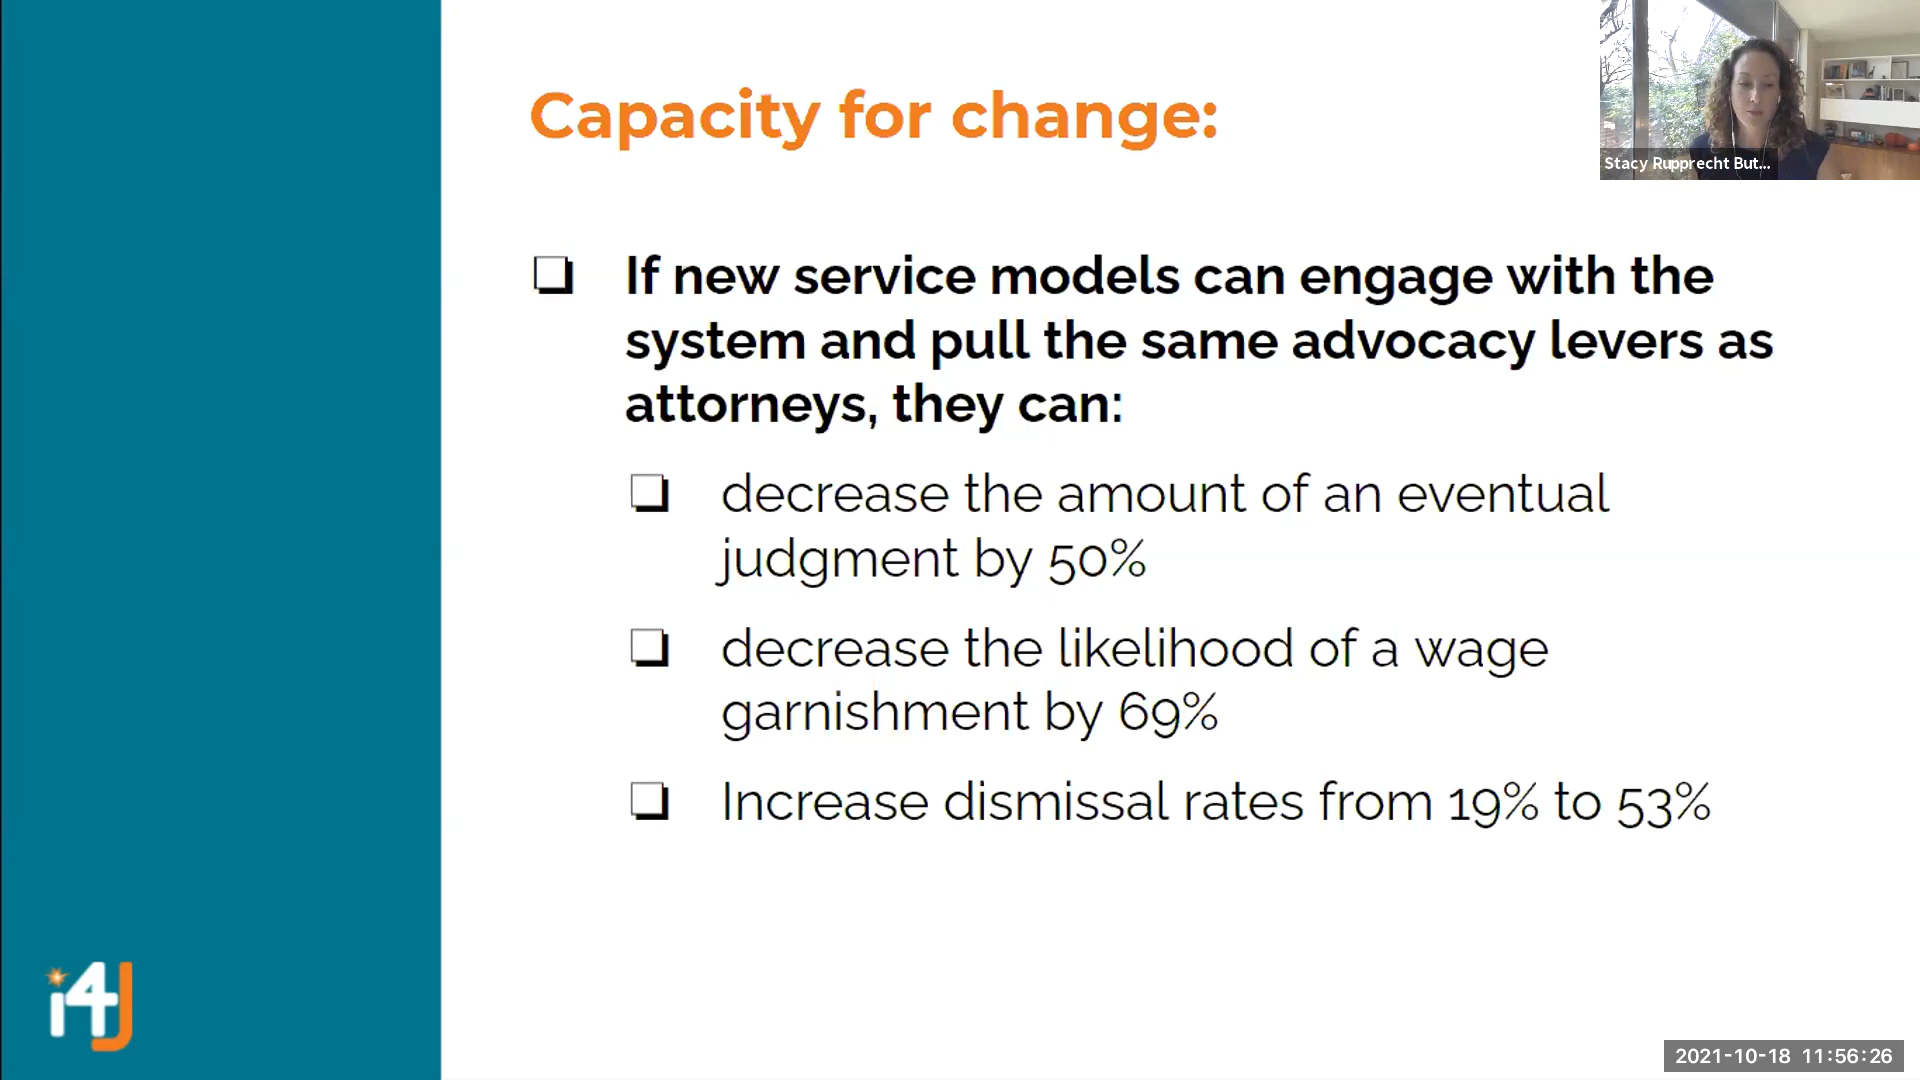 Capacity for change:
Stacy Rupprecht But...
If new service models can engage with the
system and pull the same advocacy levers as
attorneys, they can:
decrease the amount of an eventual
judgment by 50%
decrease the likelihood of a wage
garnishment by 69%
Increase dismissal rates from 19% to 53%
i4J
2021-10-18 11:56:26